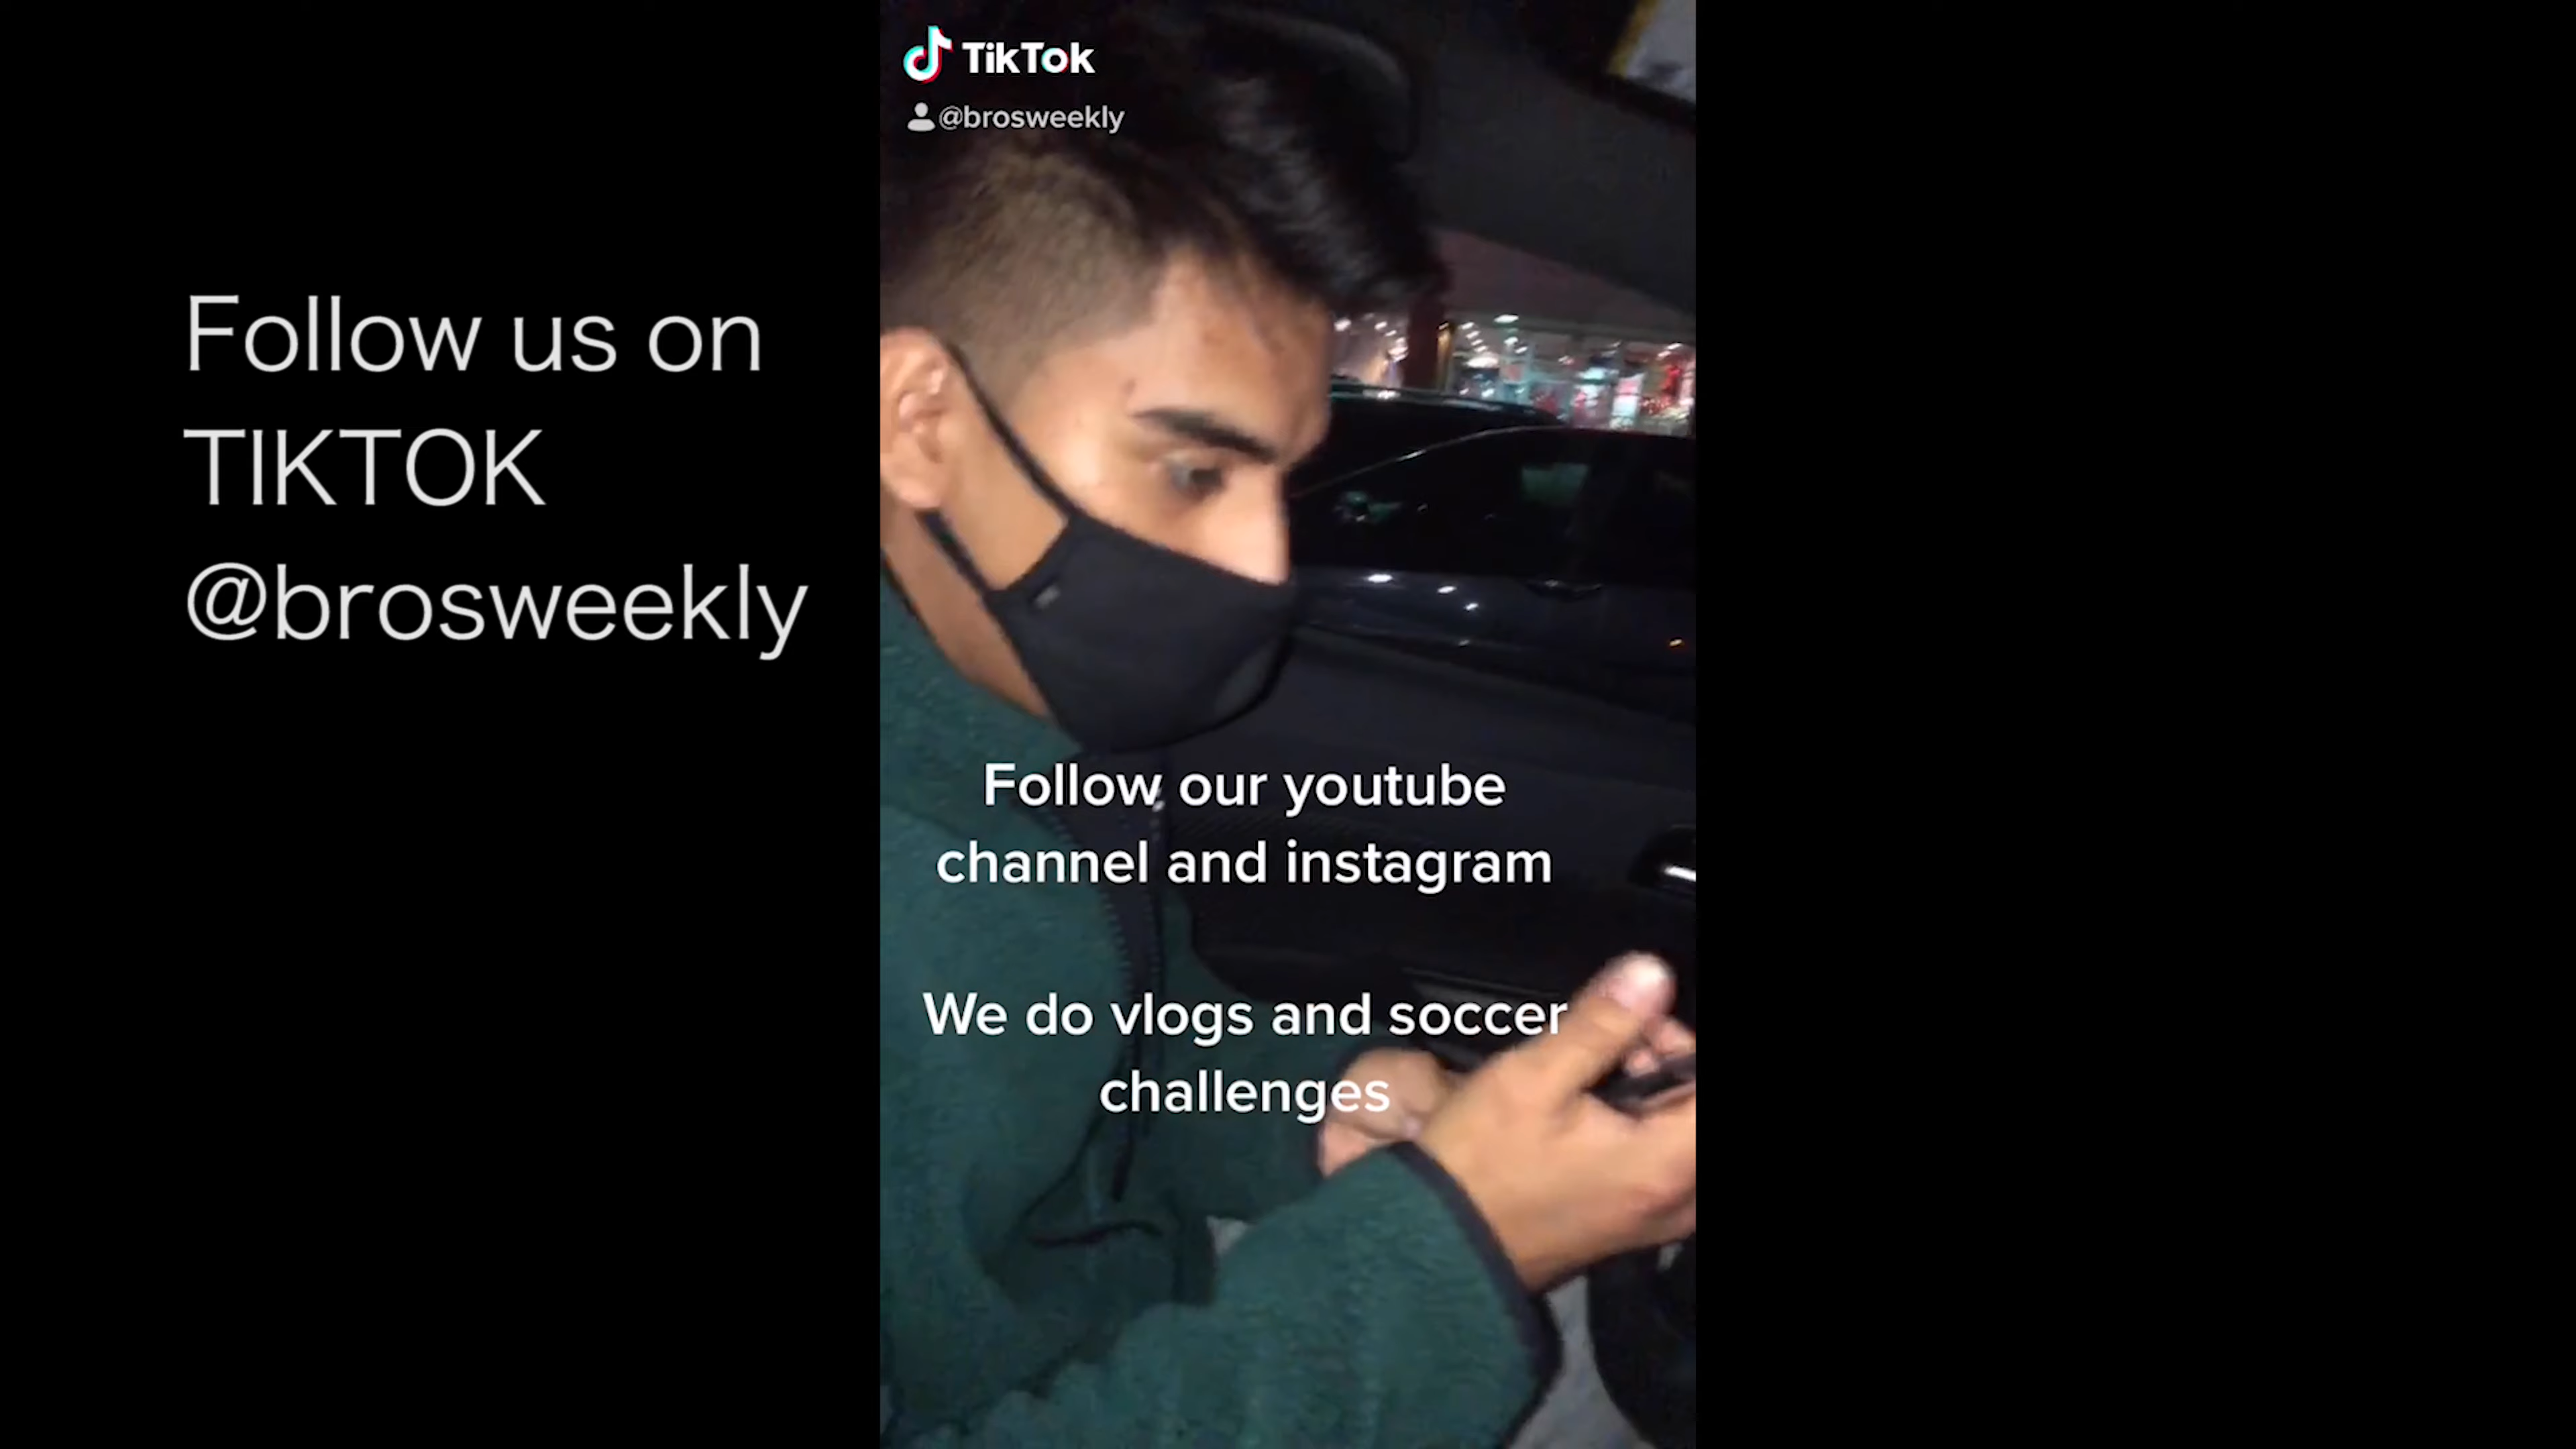 TikTok
@brosweekly
Follow us on
TIKTOK
@brosweekly
Follow our youtube
channel and instagram
We do vlogs and soccer
challenges